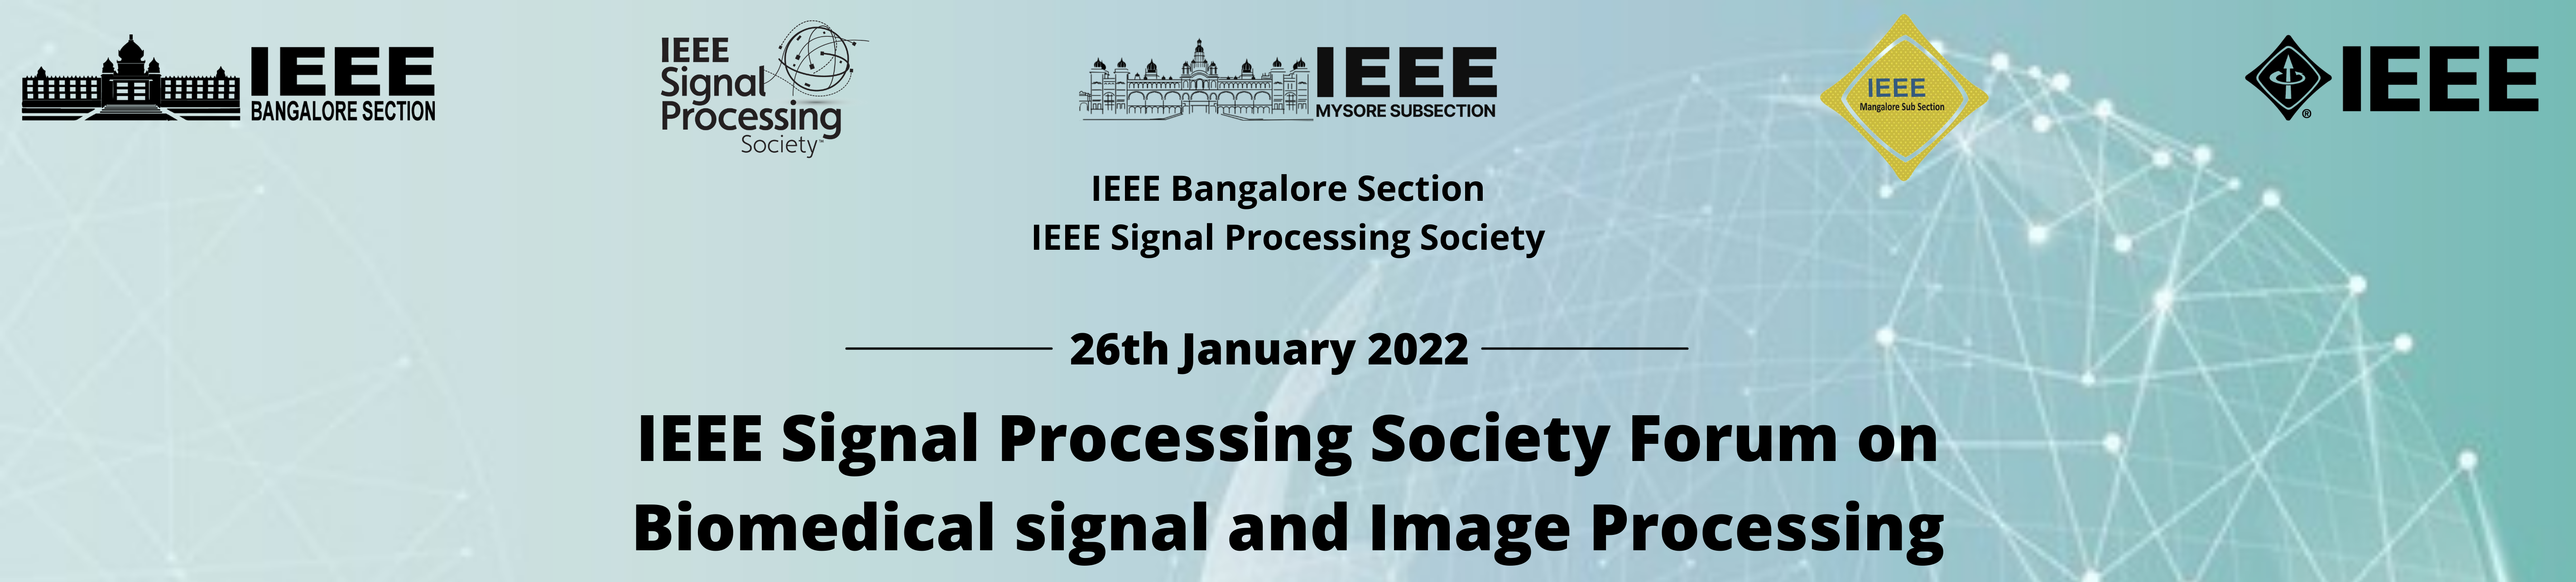 IEEE
BANGALORE SECTION
IEEE
Signal
Processing
Society™
IEEE
MYSORE SUBSECTION
IEEE
Mangalore Sub Section
®
IEEE
IEEE Bangalore Section
IEEE Signal Processing Society
26th January 2022
IEEE Signal Processing Society Forum on
Biomedical signal and Image Processing